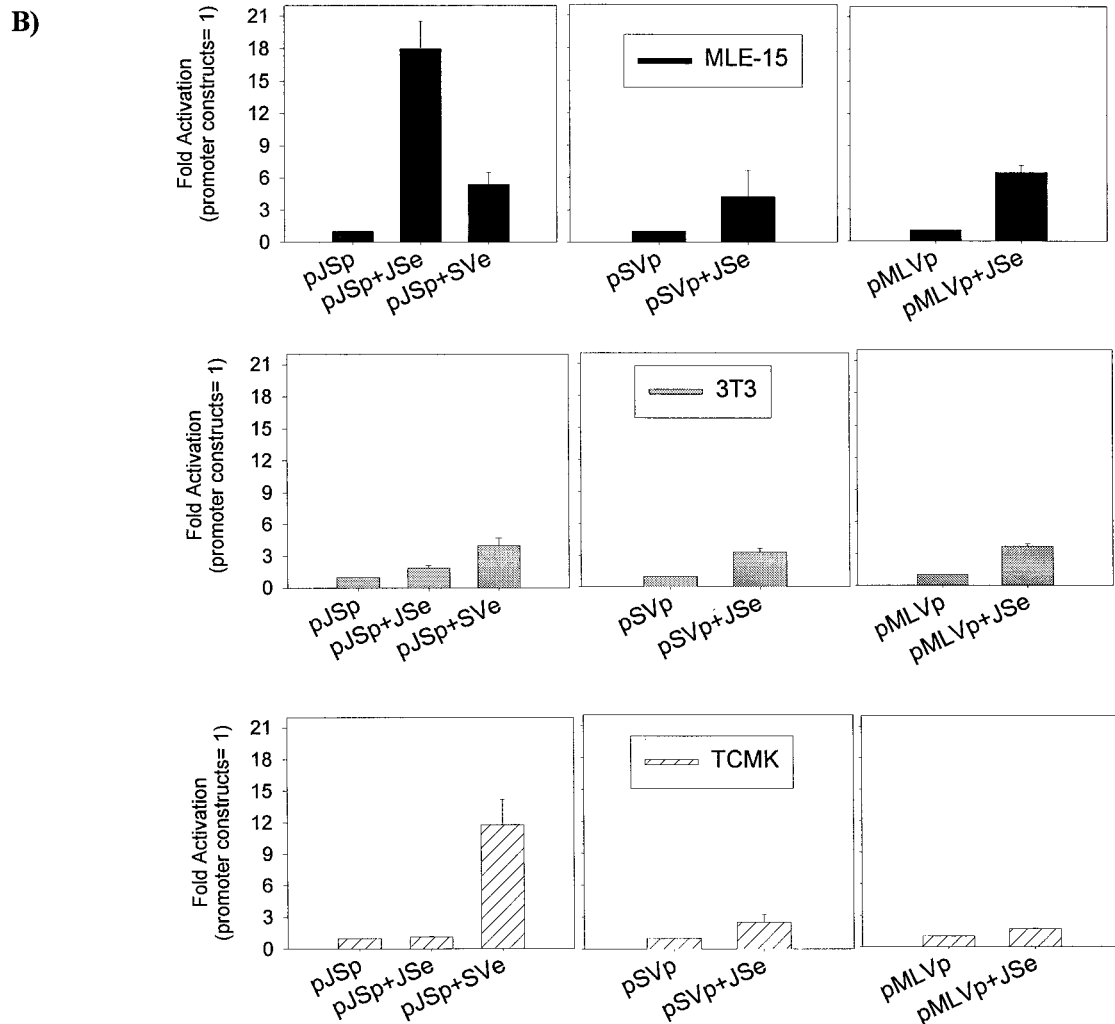 B)
Fold Activation
(promoter constructs= 1)
21
18
15
12
9
6
3
0
MLE-15
pJSp
pJSp+JSe
pJSp+SVe
pSVp
pSVp+JSe
pMLVp
pMLVp+JSe
Fold Activation
(promoter constructs= 1)
21
18
15
12
9
6
3
0
3T3
pJSp
pJSp+JSe
pJSp+SVe
pSVp
pSVp+JSe
pMLVp
pMLVp+JSe
Fold Activation
(promoter constructs= 1)
21
18
15
12
9
6
3
0
TCMK
pJSp
pJSp+JSe
pJSp+SVe
pSVp
pSVp+JSe
pMLVp
pMLVp+JSe